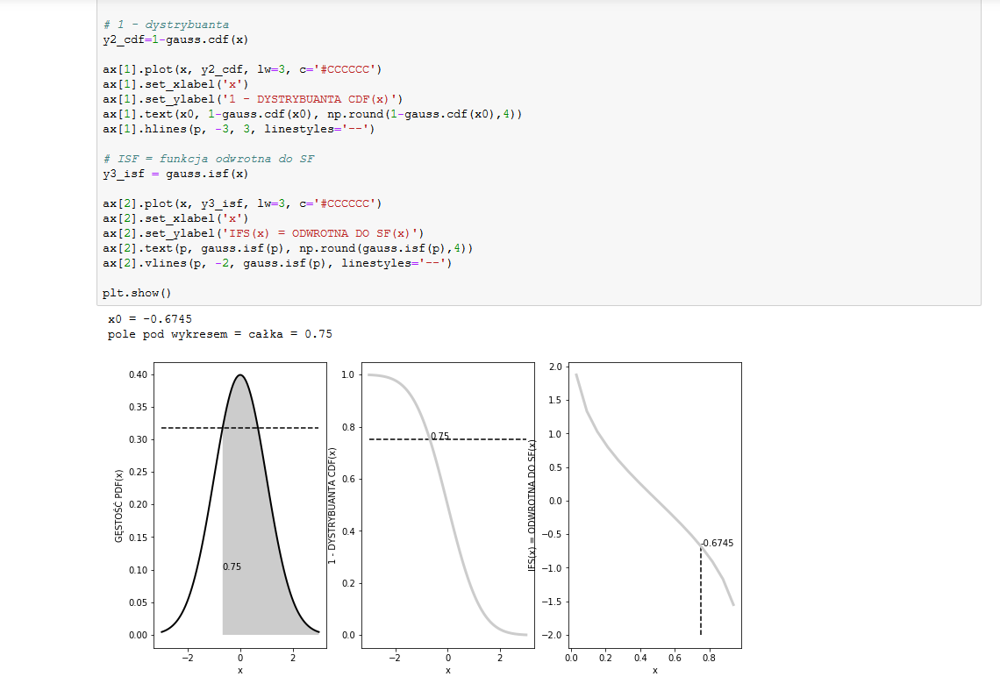 # 1 - dystrybuanta
y2_cdf=1-gauss.cdf(x)
ax[1].plot(x, y2_cdf, lw=3, c='#CCCCCC')
ax[1].set_xlabel('x')
ax[1].set_ylabel('1 - DYSTRYBUANTA CDF(x)')
ax[1].text(x0, 1-gauss.cdf(x0), np.round(1-gauss.cdf(x0),4))
ax[1].hlines(p, -3, 3, linestyles='--')
# ISF = funkcja odwrotna do SF
y3_isf = gauss.isf(x)
ax[2].plot(x, y3_isf, lw=3, c='#CCCCCC')
ax[2].set_xlabel('x')
ax[2].set_ylabel('IFS(x) = ODWROTNA DO SF(x)')
ax[2].text(p, gauss.isf(p), np.round(gauss.isf(p),4))
ax[2].vlines(p, -2, gauss.isf(p), linestyles='--')
plt.show()
x0 = -0.6745
pole pod wykresem = całka = 0.75
GĘSTOŚĆ PDF(x)
0.40
0.35
0.30
0.25
0.20
0.15
0.10
0.05
0.00
0.75
−2
0
2
x
1 - DYSTRYBUANTA CDF(x)
1.0
0.8
0.6
0.4
0.2
0.0
0.75
−2
0
2
x
IFS(x) = ODWROTNA DO SF(x)
2.0
1.5
1.0
0.5
0.0
−0.5
−1.0
−1.5
−2.0
-0.6745
0.0
0.2
0.4
0.6
0.8
x